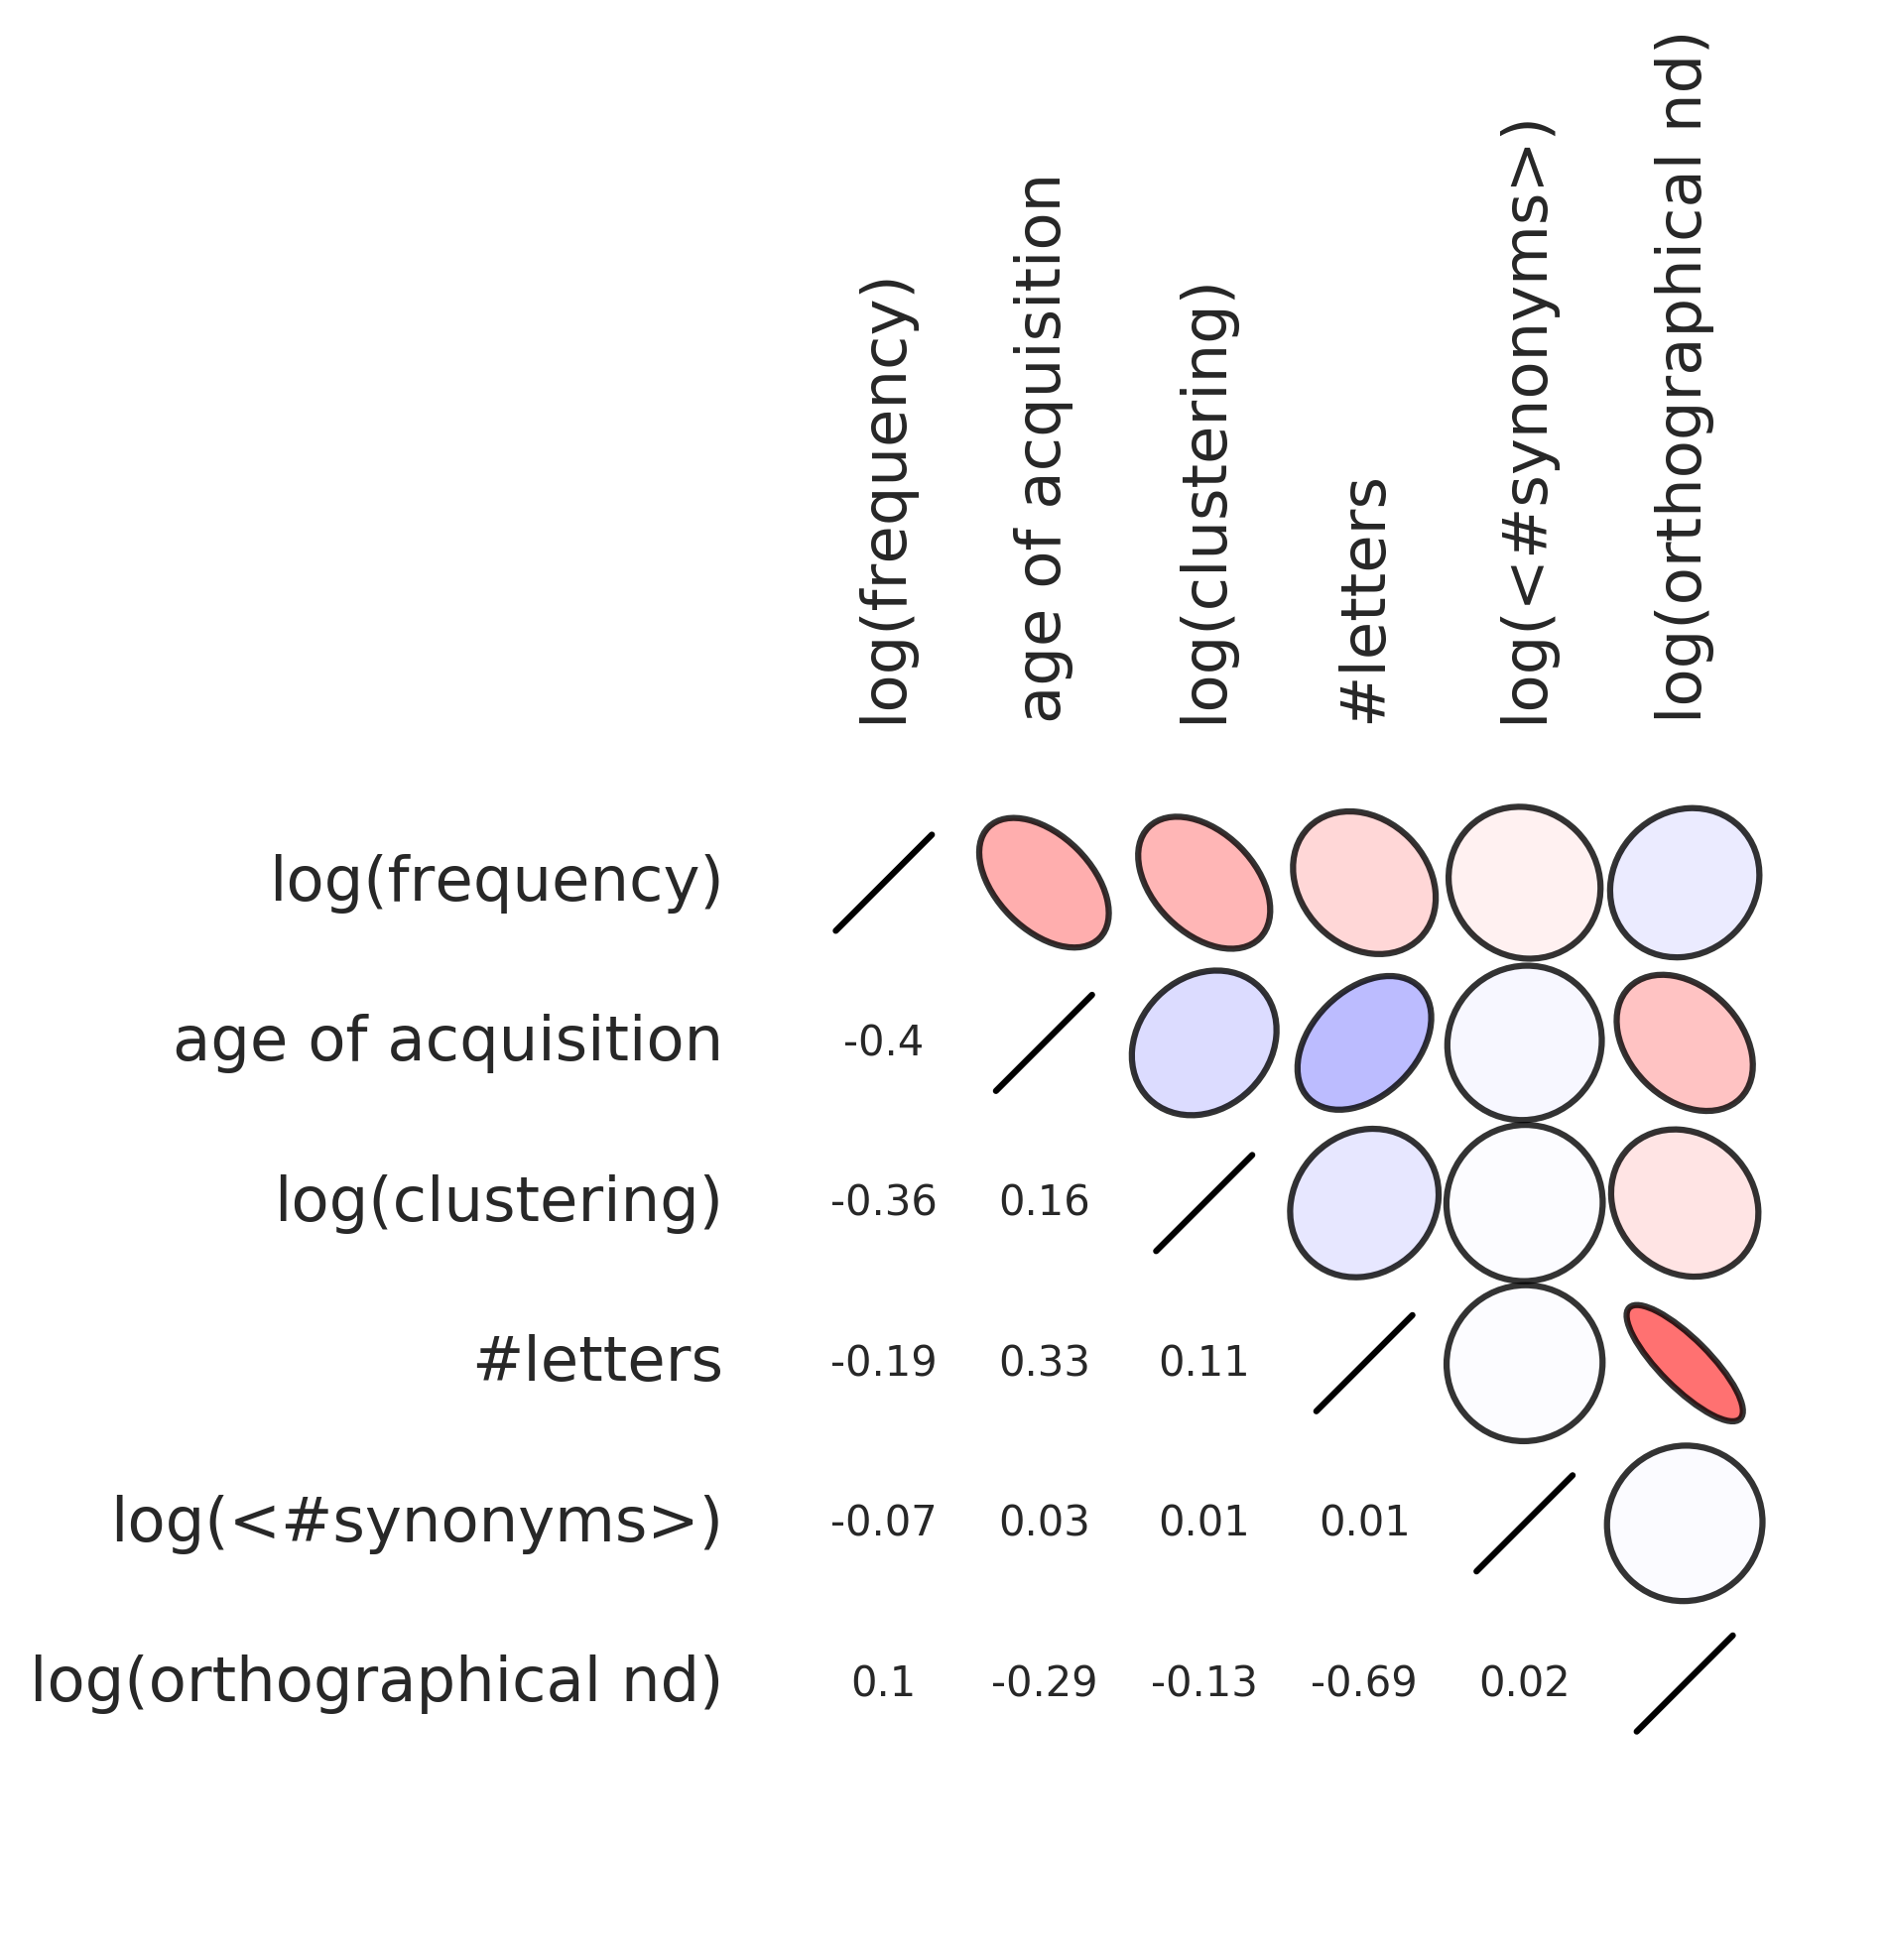 log(frequency)
age of acquisition
log(clustering)
#letters
log(<#synonyms>)
log(orthographical nd)
log(frequency)
age of acquisition
-0.4
log(clustering)
-0.36 0.16
#letters
-0.19 0.33 0.11
log(<#synonyms>)
-0.07 0.03 0.01 0.01
log(orthographical nd)
0.1 -0.29 -0.13 -0.69 0.02